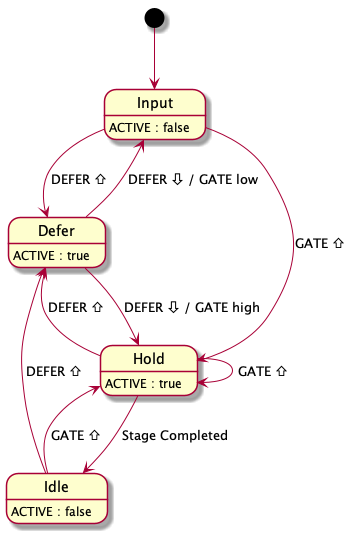 Input
ACTIVE : false
DEFER ⇧
DEFER ⇩ / GATE low
Defer
ACTIVE : true
GATE ⇧
DEFER ⇧
DEFER ⇩ / GATE high
Hold
ACTIVE : true
GATE ⇧
DEFER ⇧
GATE ⇧
Stage Completed
Idle
ACTIVE : false